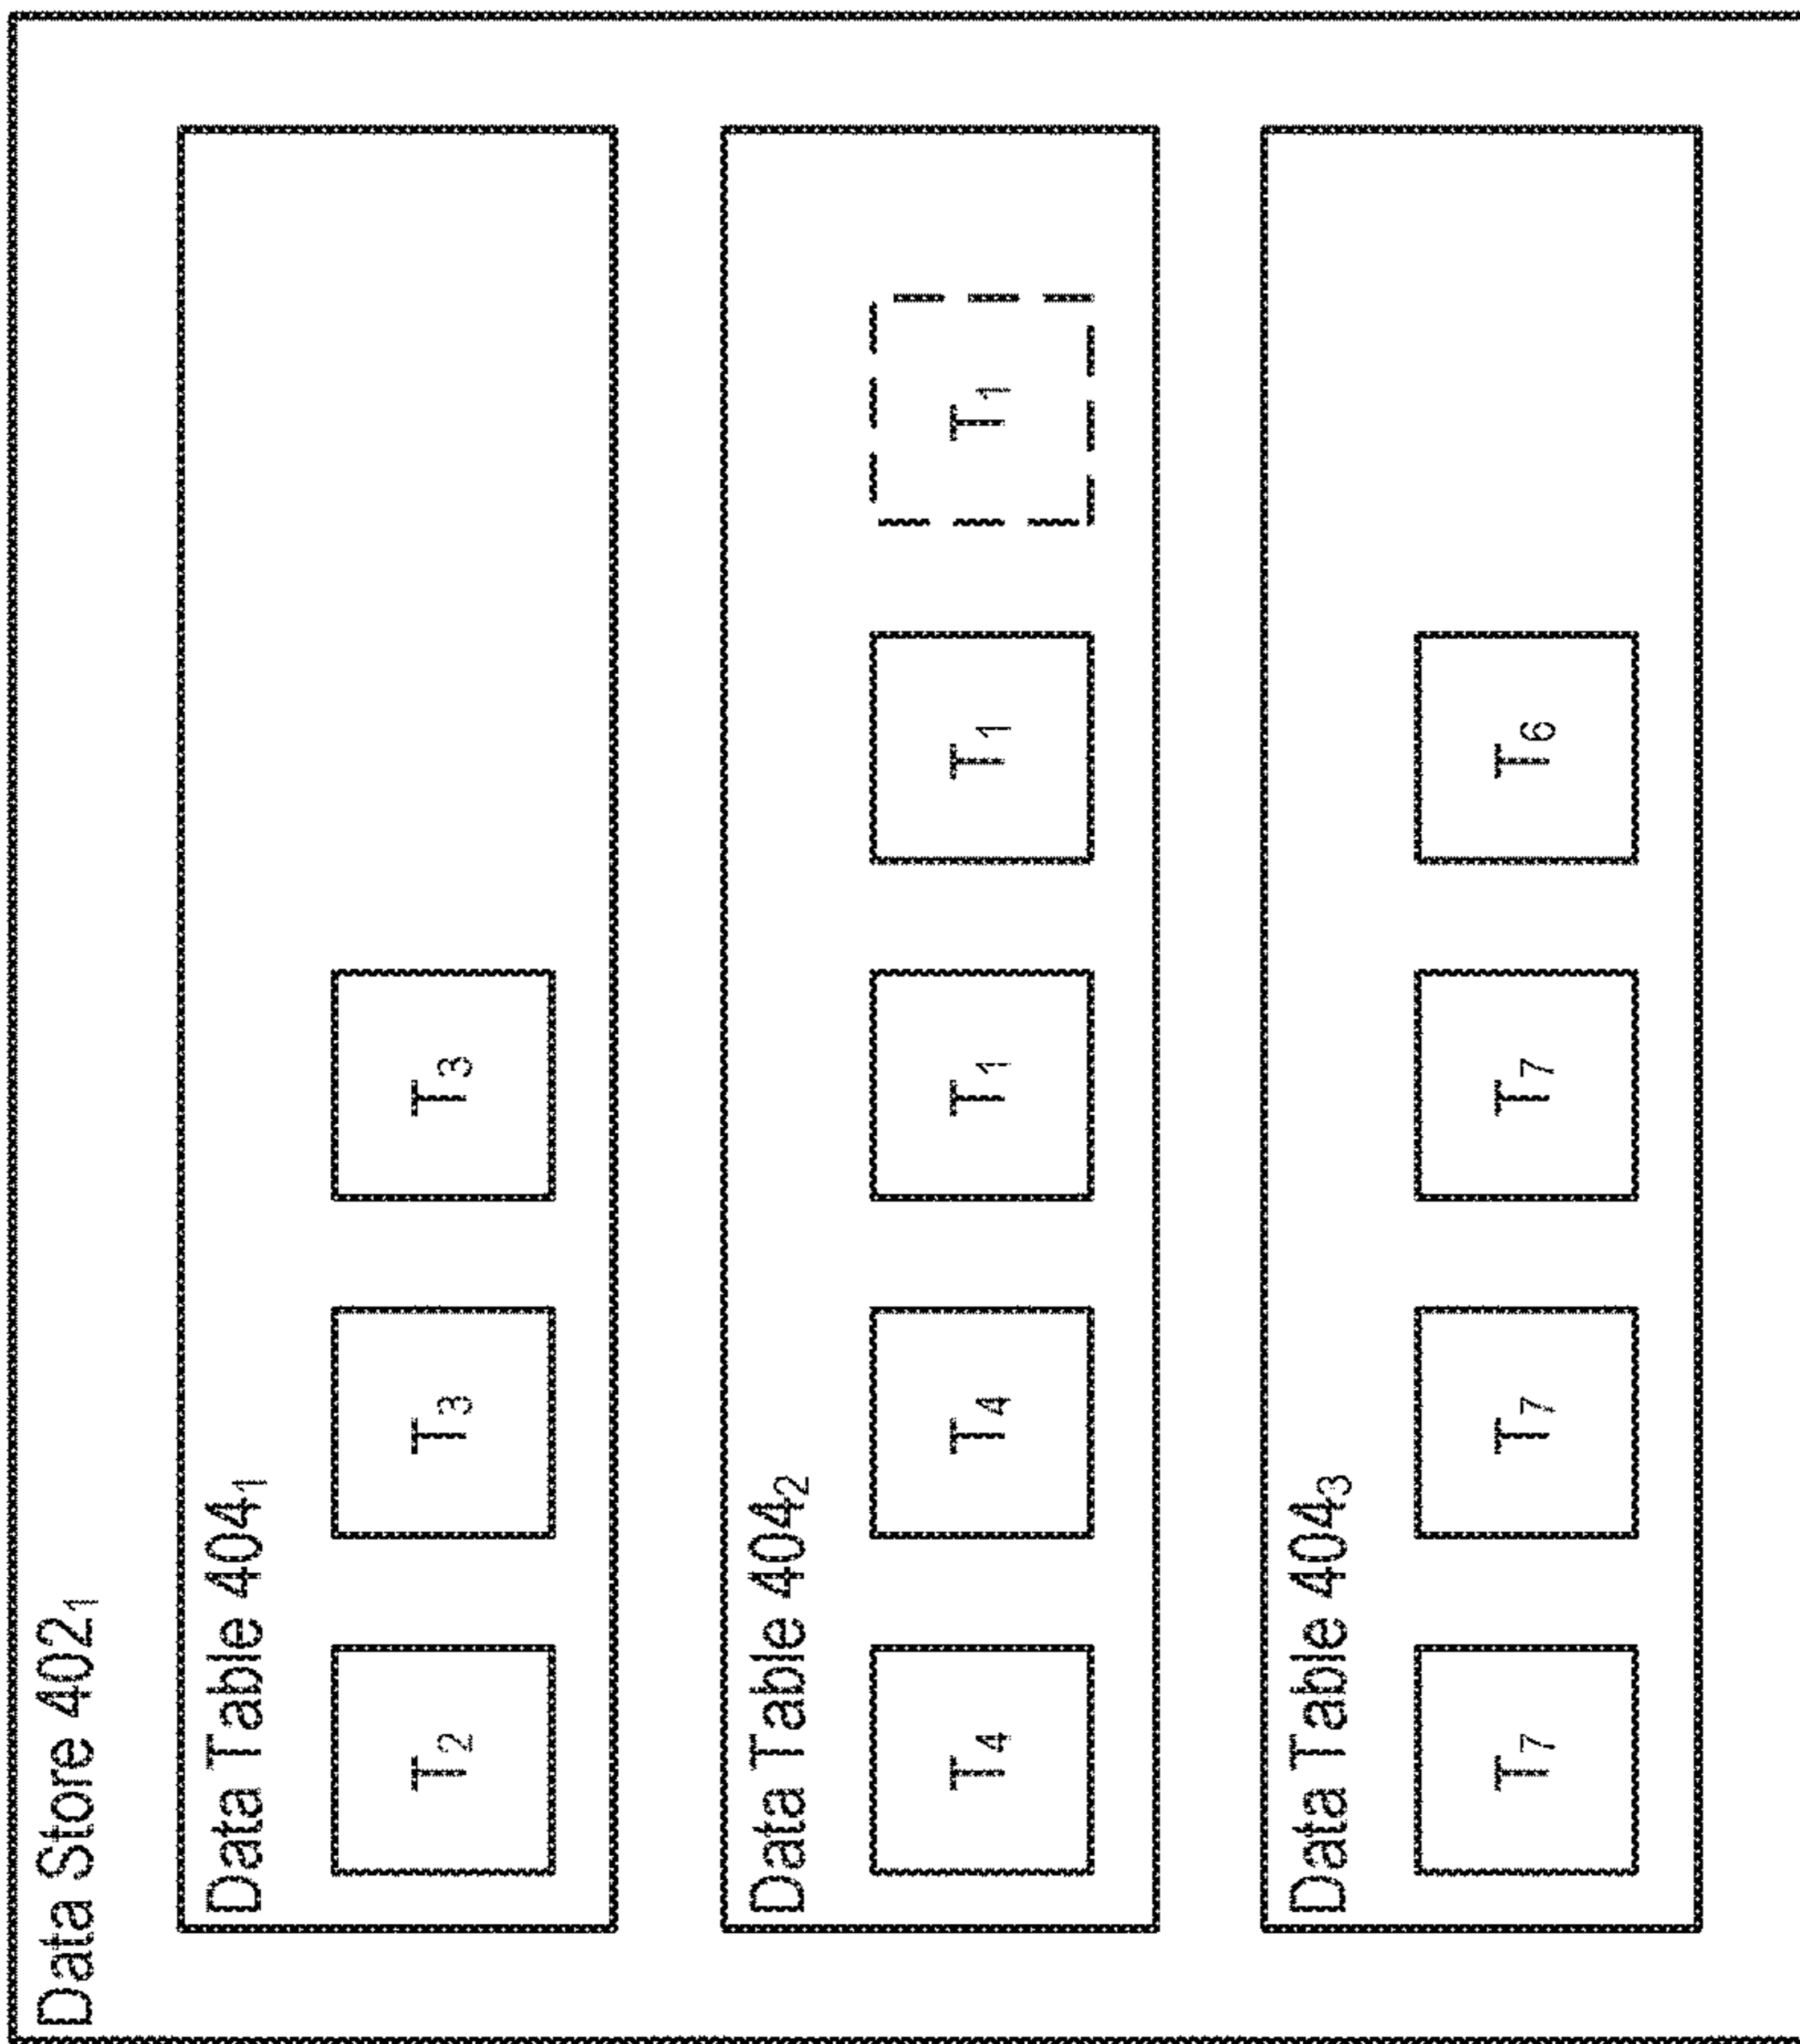 Data Store 402₁
Data Table 404₁
T₂ T₃ T₃
Data Table 404₂
T₄ T₄ T₁ T₁ T₁
Data Table 404₃
T₇ T₇ T₇ T₆